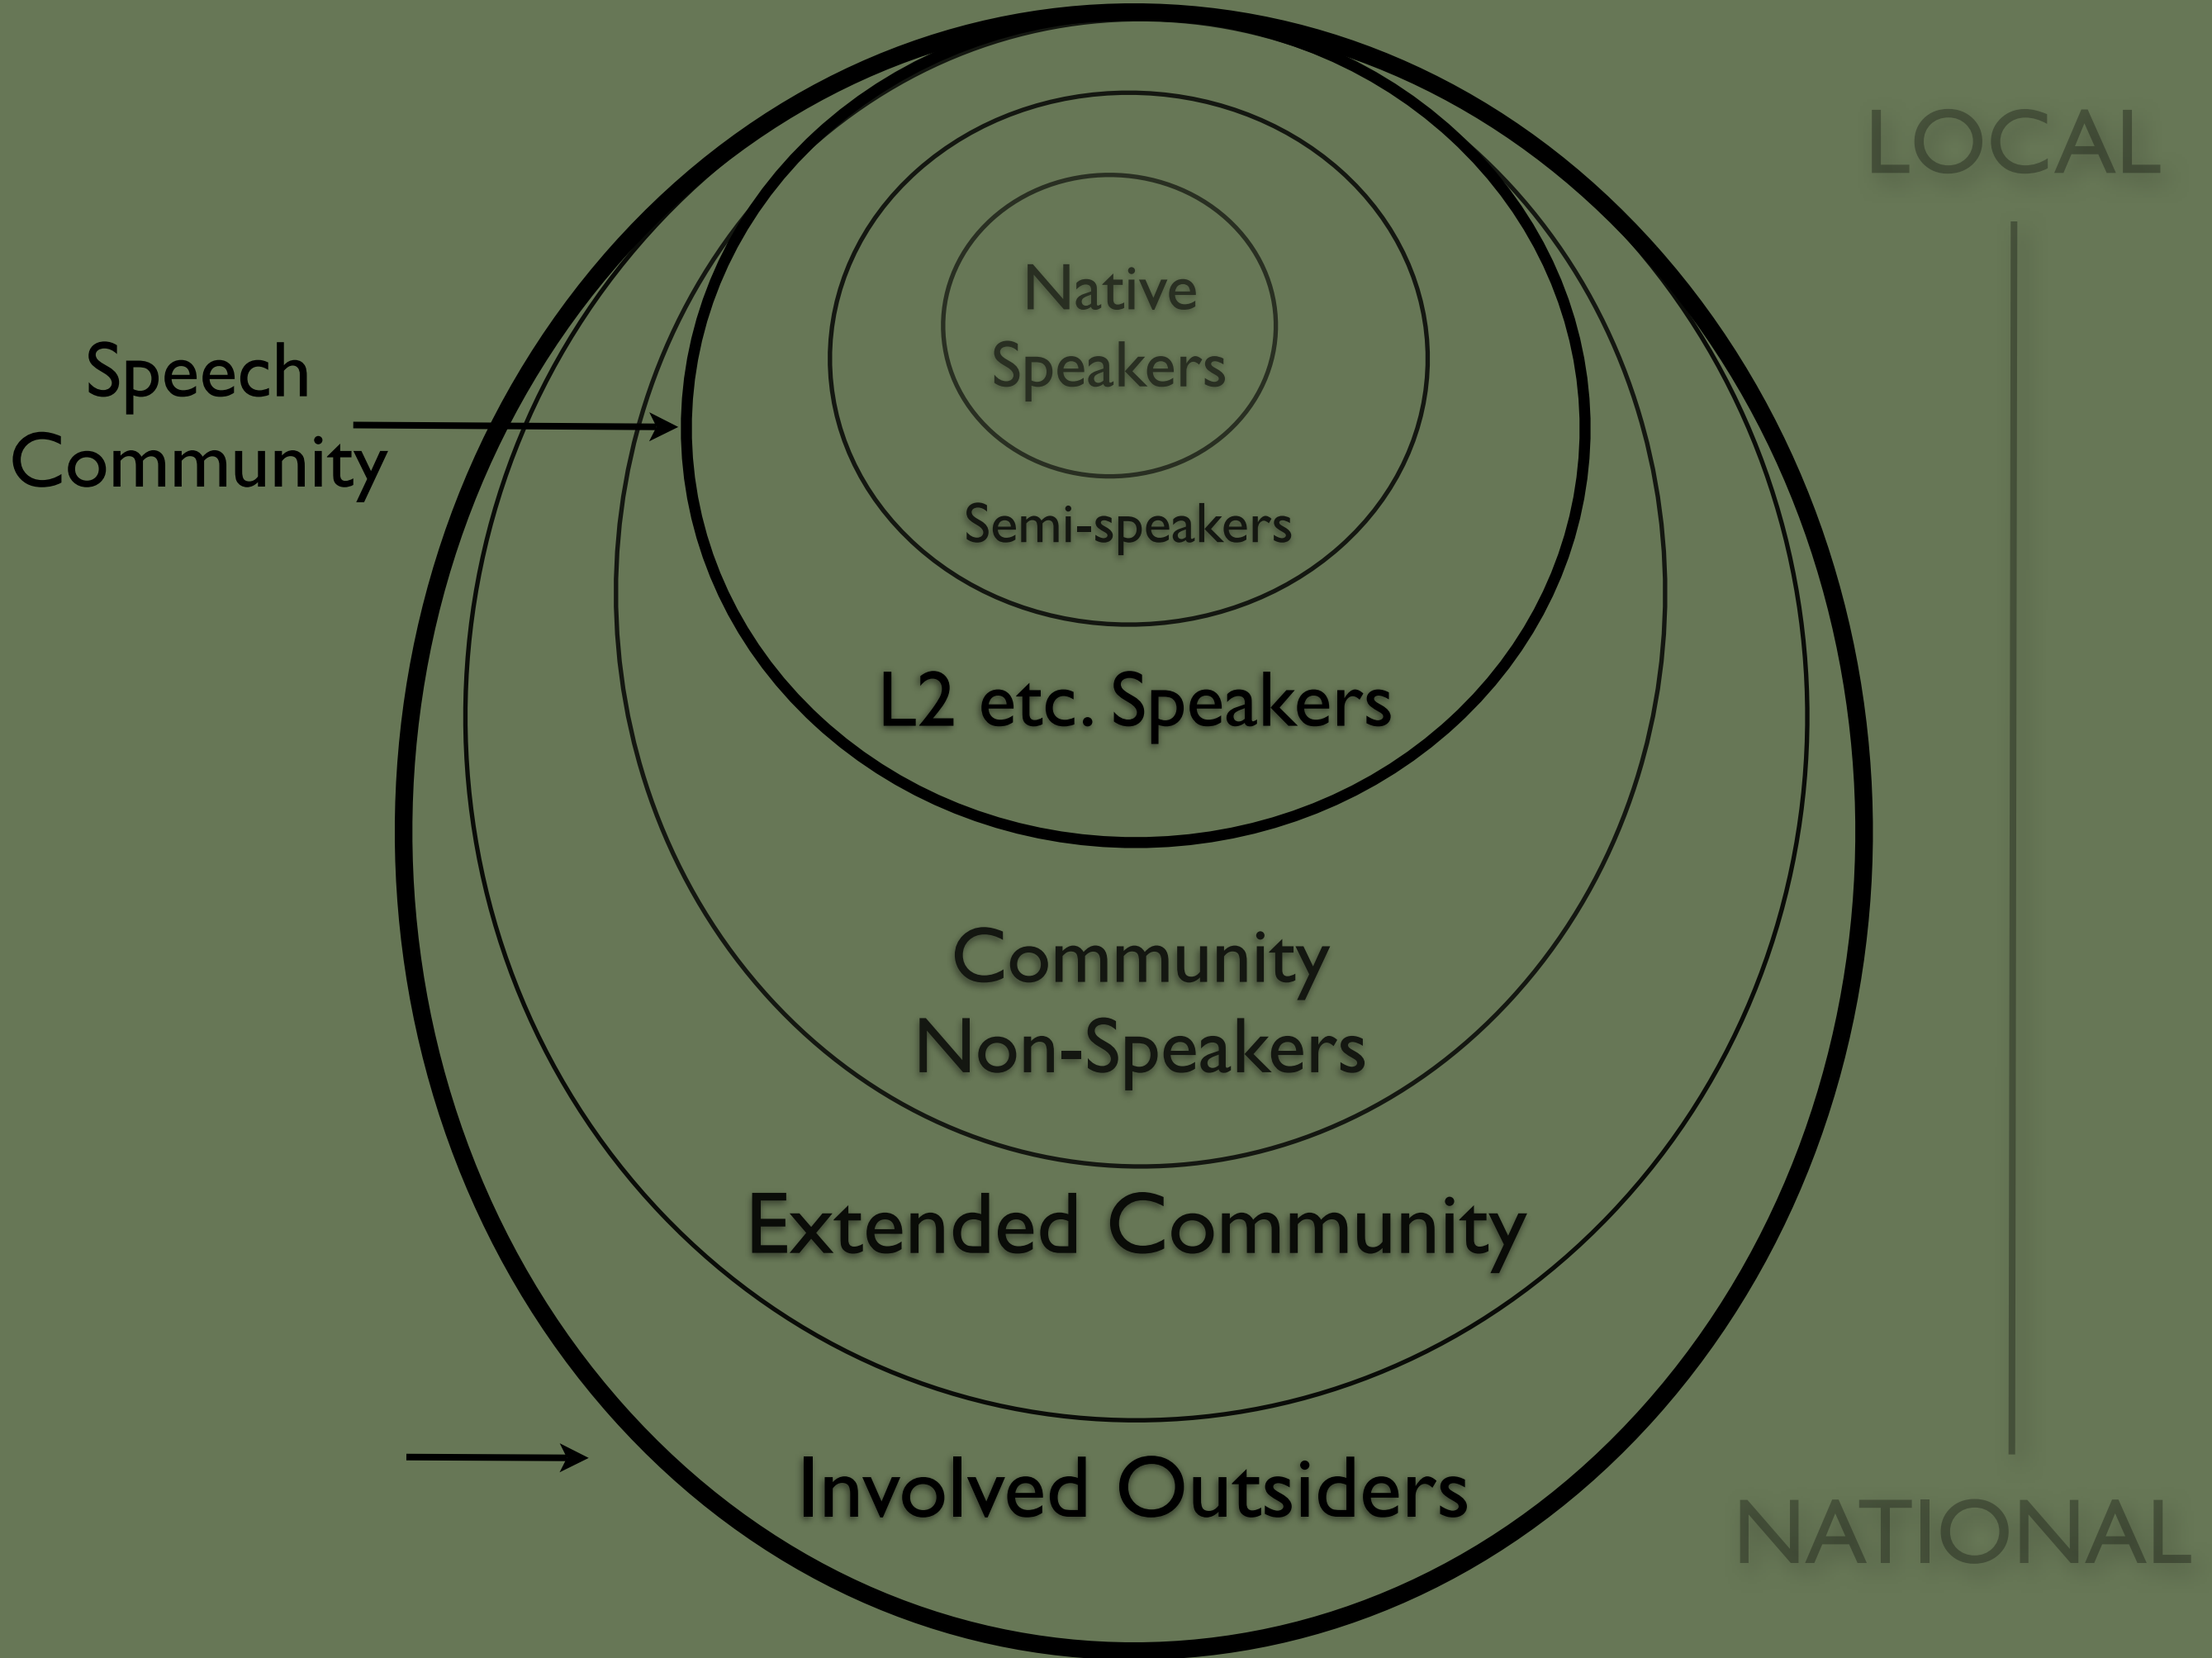 LOCAL
Native
Speakers
Speech
Community
Semi-speakers
L2 etc. Speakers
Community
Non-Speakers
Extended Community
Involved Outsiders
NATIONAL